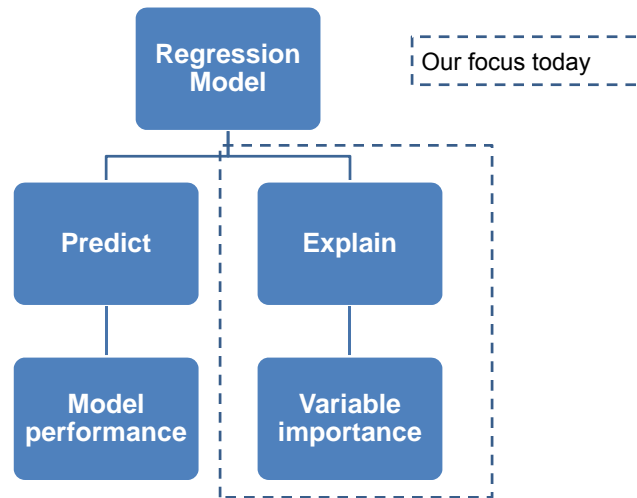 Regression
Model
Our focus today
Predict
Explain
Model
performance
Variable
importance